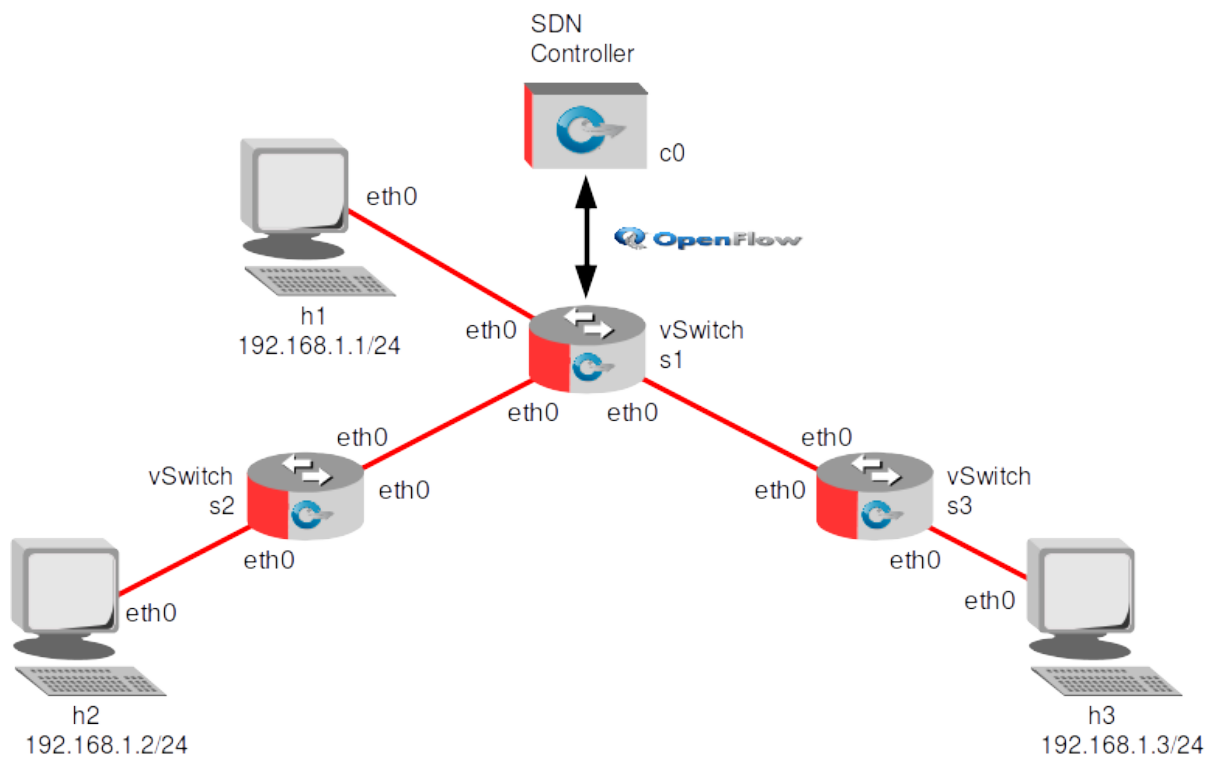 SDN
Controller
c0
eth0
OpenFlow
h1
192.168.1.1/24
eth0
vSwitch
s1
eth0
eth0
eth0
eth0
vSwitch
s2
eth0
eth0
eth0
eth0
vSwitch
s3
eth0
eth0
eth0
h2
192.168.1.2/24
h3
192.168.1.3/24